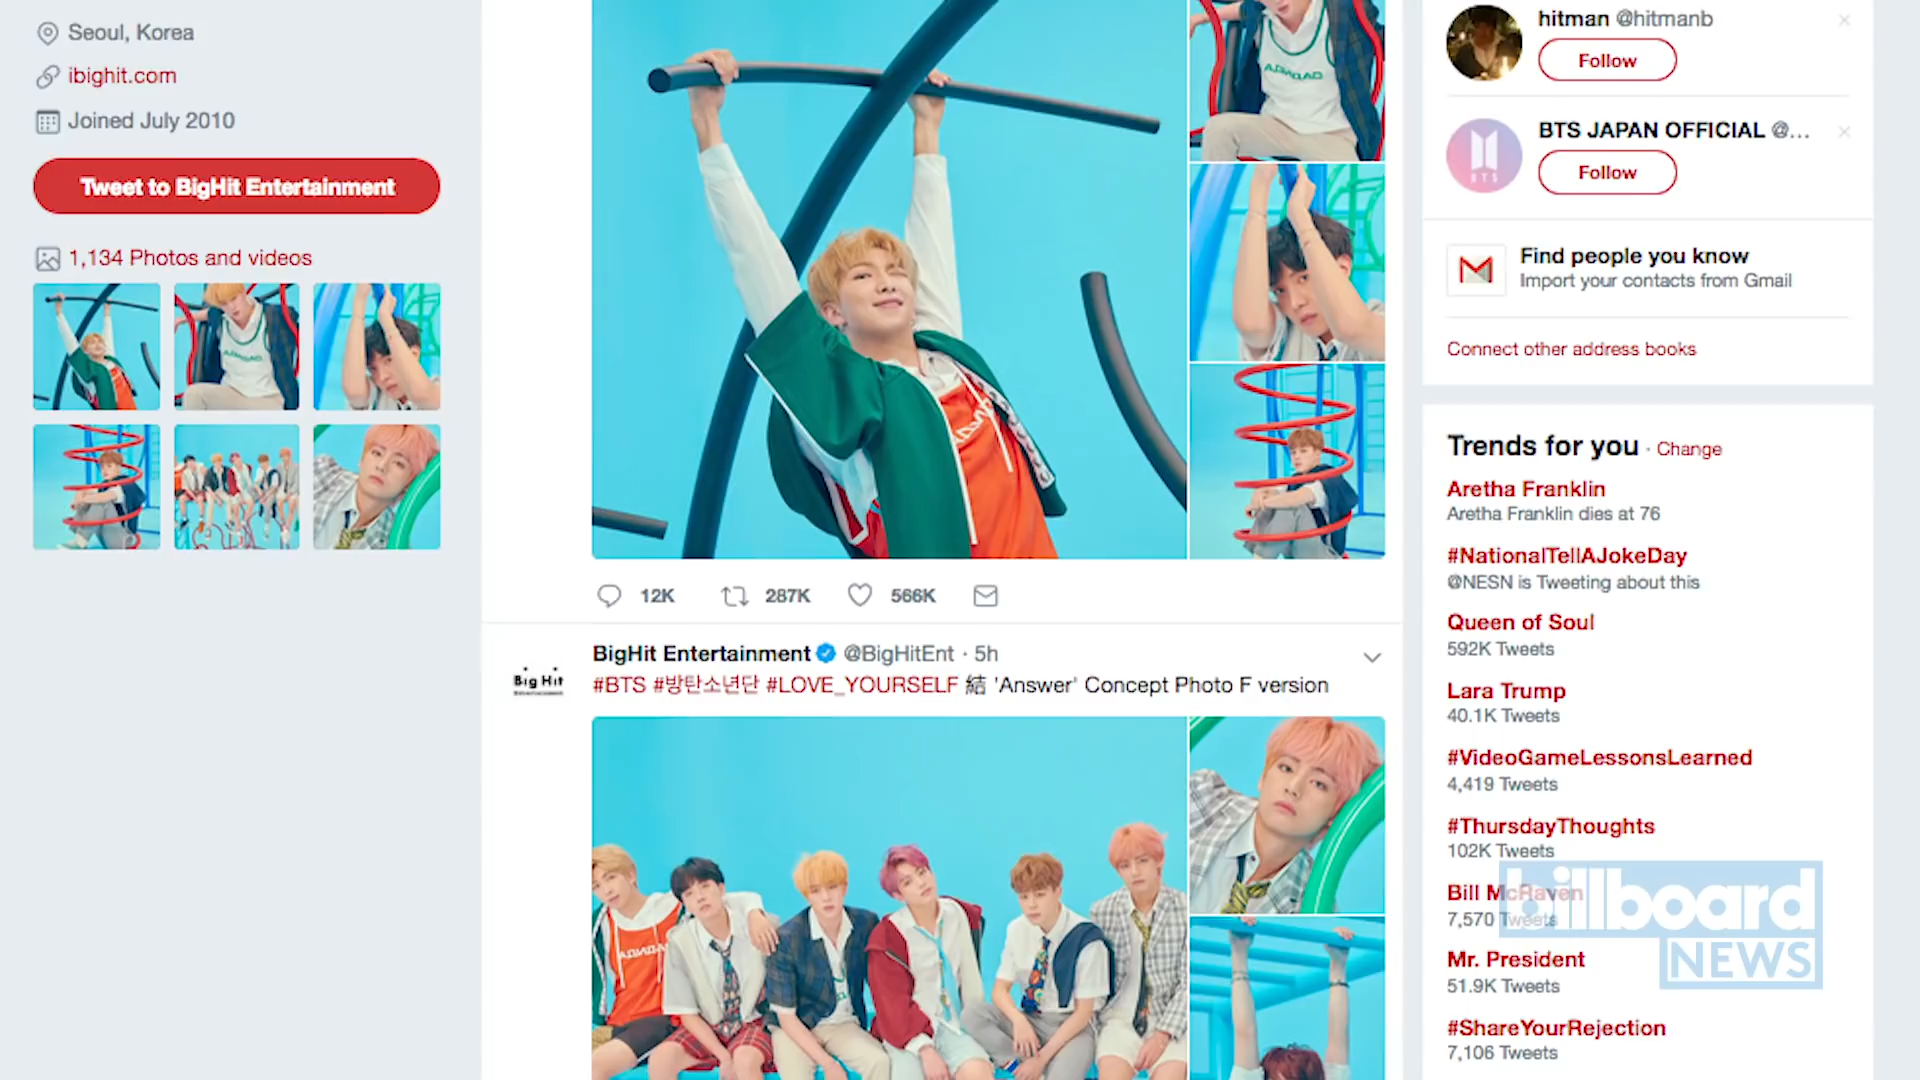 Seoul, Korea
ibighit.com
Joined July 2010
Tweet to BigHit Entertainment
1,134 Photos and videos
12K 287K 566K
Big Hit
BigHit Entertainment @BigHitEnt · 5h
#BTS #방탄소년단 #LOVE_YOURSELF 結 'Answer' Concept Photo F version
hitman @hitmanb
Follow
BTS
BTS JAPAN OFFICIAL @...
Follow
Find people you know
Import your contacts from Gmail
Connect other address books
Trends for you · Change
Aretha Franklin
Aretha Franklin dies at 76
#NationalTellAJokeDay
@NESN is Tweeting about this
Queen of Soul
592K Tweets
Lara Trump
40.1K Tweets
#VideoGameLessonsLearned
4,419 Tweets
#ThursdayThoughts
102K Tweets
Bill McRaven
7,570 Tweets
Mr. President
51.9K Tweets
#ShareYourRejection
7,106 Tweets
billboard
NEWS